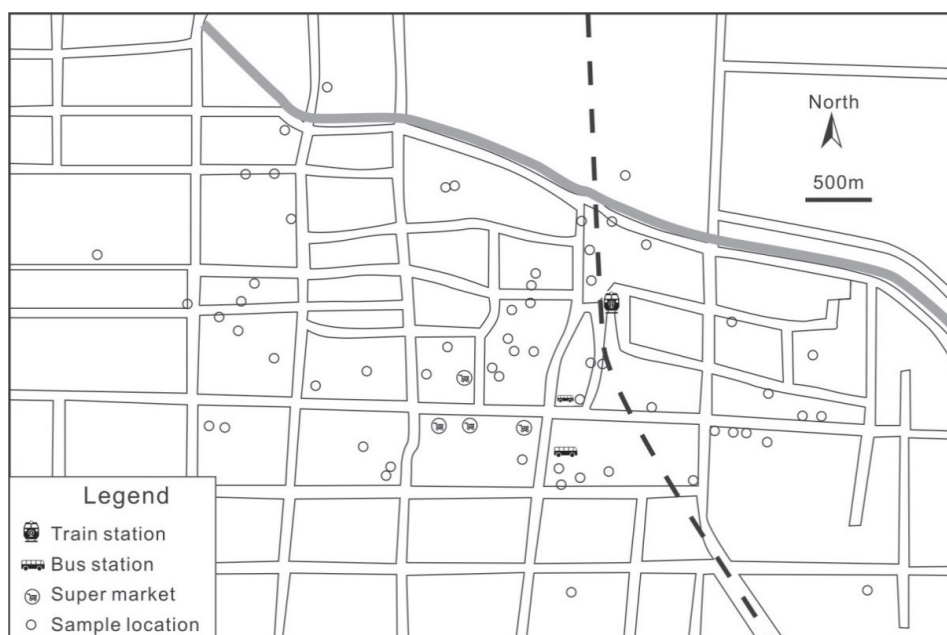 North
500m
Legend
Train station
Bus station
Super market
Sample location